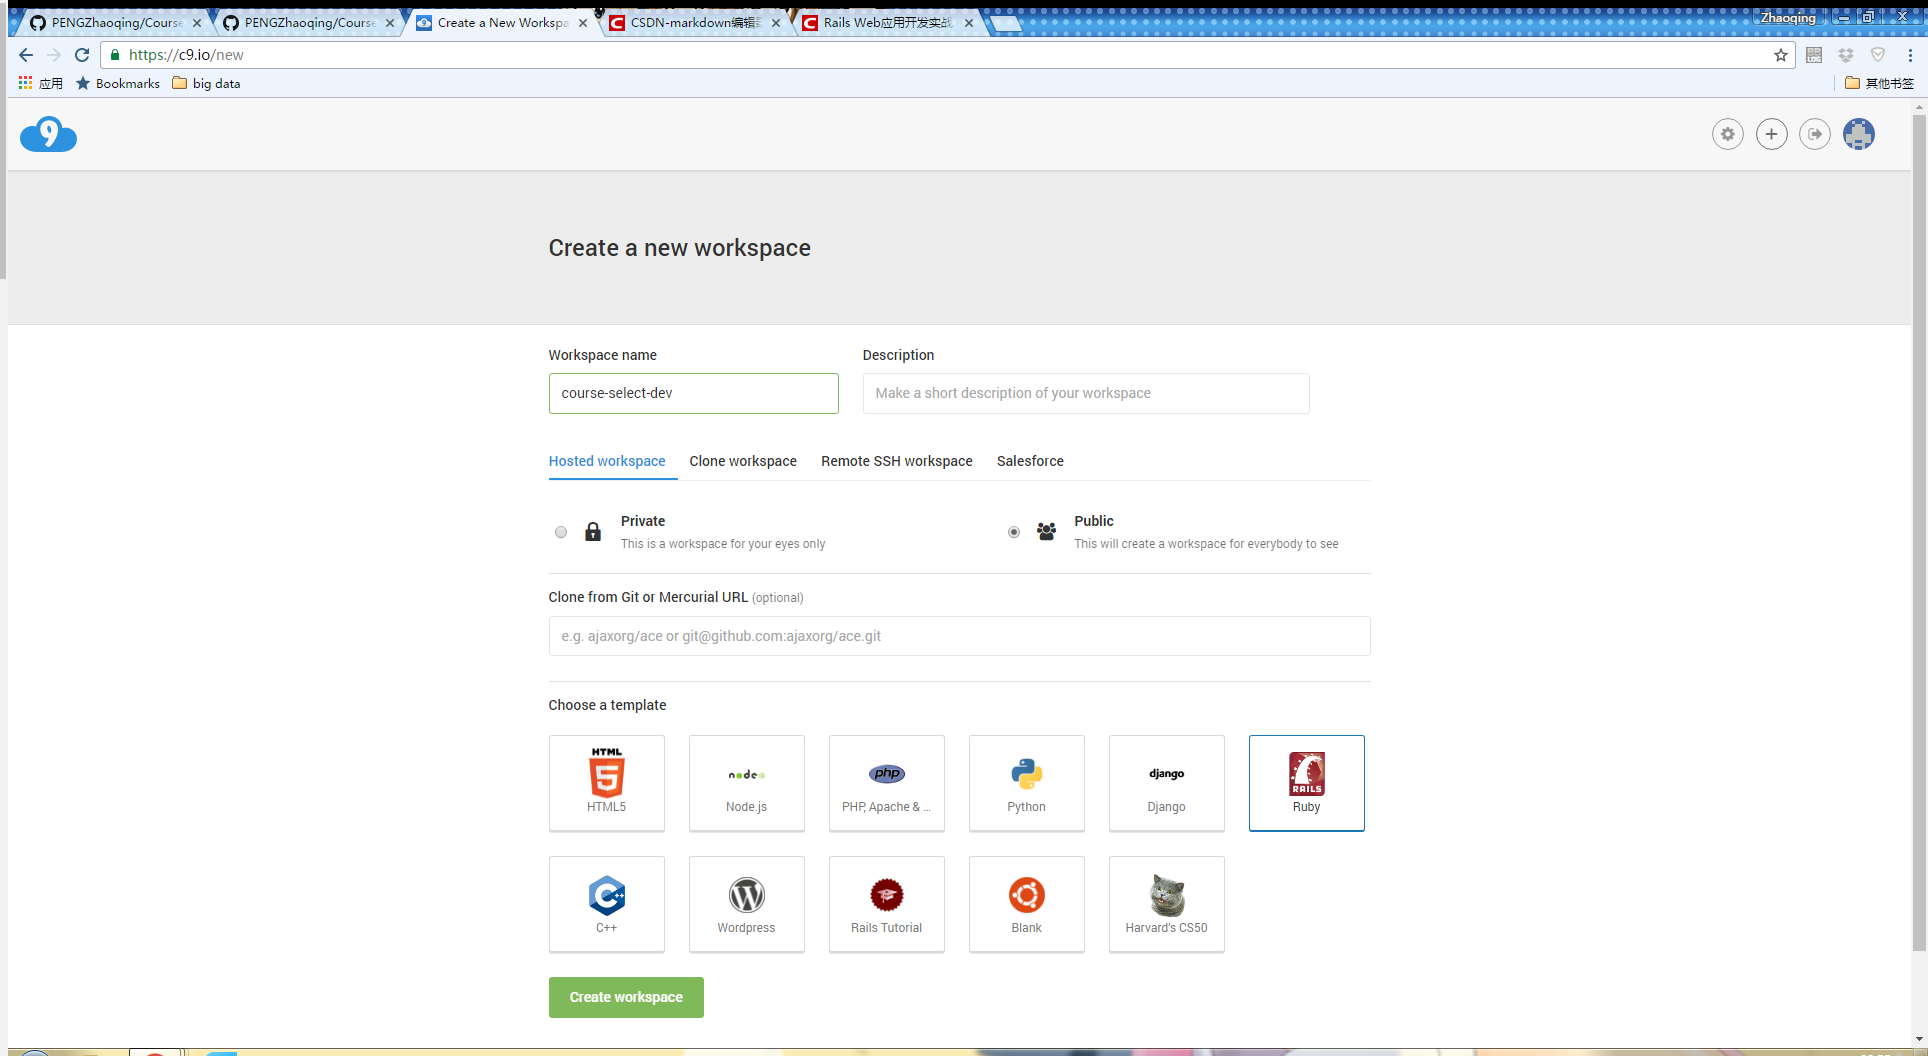 PENGZhaoqing/Course
PENGZhaoqing/Course
Create a New Workspa
CSDN-markdown编辑
Rails Web应用开发实战
Zhaoqing
https://c9.io/new
应用
Bookmarks
big data
其他书签
9
Create a new workspace
Workspace name
Description
course-select-dev
Make a short description of your workspace
Hosted workspace
Clone workspace
Remote SSH workspace
Salesforce
Private
This is a workspace for your eyes only
Public
This will create a workspace for everybody to see
Clone from Git or Mercurial URL (optional)
e.g. ajaxorg/ace or git@github.com:ajaxorg/ace.git
Choose a template
HTML
5
HTML5
node
Node.js
php
PHP, Apache & ...
Python
django
Django
RAILS
Ruby
C++
C++
W
Wordpress
Rails Tutorial
Blank
Harvard's CS50
Create workspace